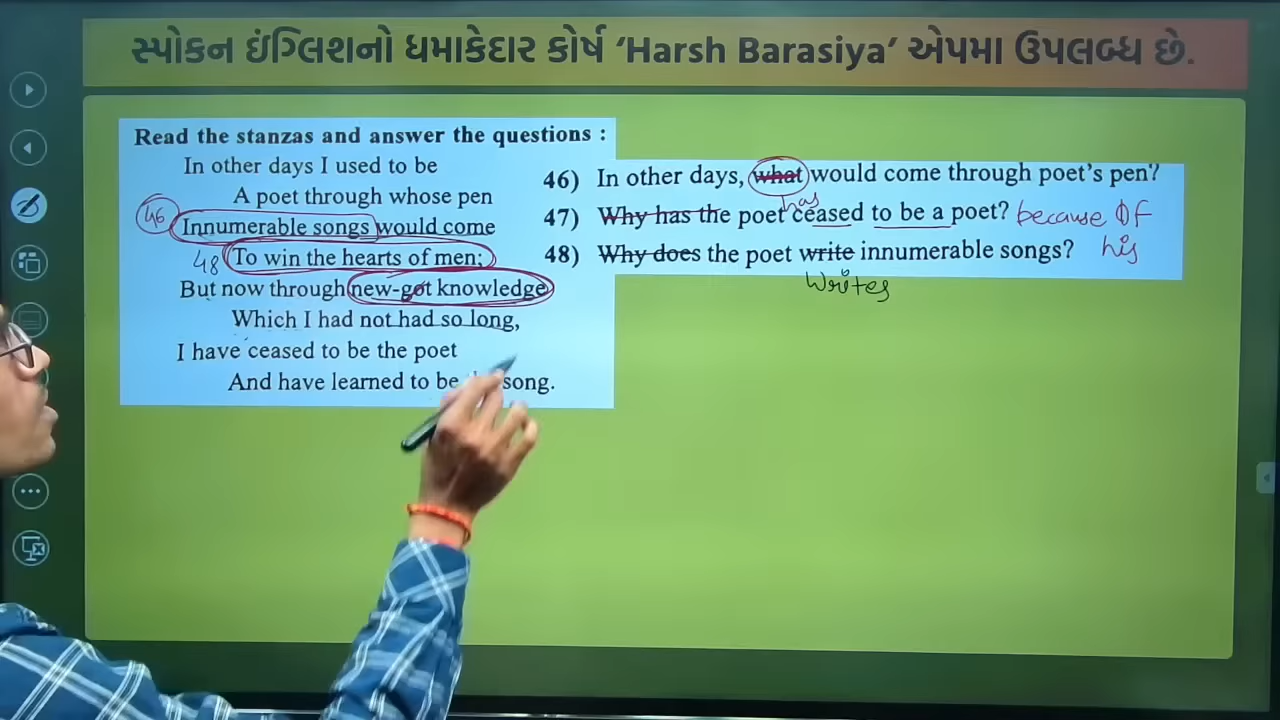 સ્પોકન ઇંગ્લિશનો ધમાકેદાર કોર્ષ ‘Harsh Barasiya’ એપમા ઉપલબ્ધ છે.
Read the stanzas and answer the questions :
In other days I used to be
A poet through whose pen
46 Innumerable songs would come
48 To win the hearts of men;
But now through new-got knowledge
Which I had not had so long,
I have ceased to be the poet
And have learned to be song.
46) In other days, what would come through poet's pen?
has
47) Why has the poet ceased to be a poet? because of
48) Why does the poet write innumerable songs? his
Writes